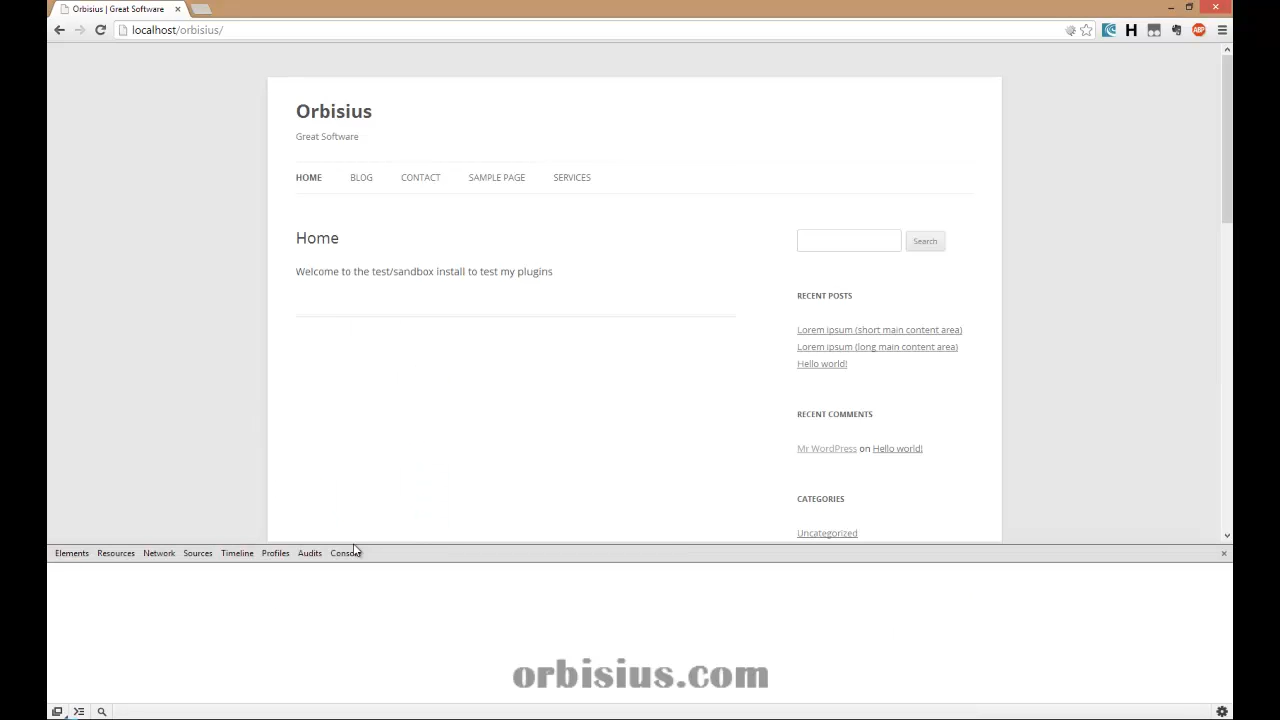 Orbisius | Great Software
localhost/orbisius/
H
ABP
Orbisius
Great Software
HOME BLOG CONTACT SAMPLE PAGE SERVICES
Home
Search
Welcome to the test/sandbox install to test my plugins
RECENT POSTS
Lorem ipsum (short main content area)
Lorem ipsum (long main content area)
Hello world!
RECENT COMMENTS
Mr WordPress on Hello world!
CATEGORIES
Uncategorized
Elements Resources Network Sources Timeline Profiles Audits Console
orbisius.com